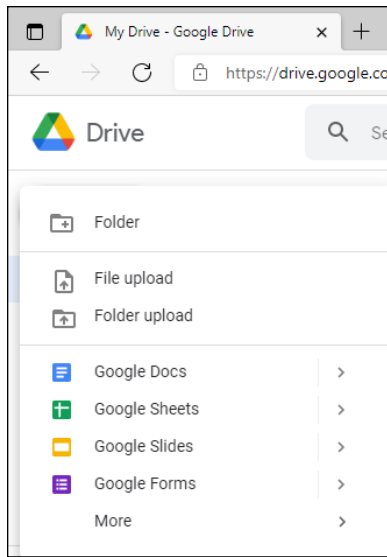 My Drive - Google Drive
https://drive.google.co
Drive
Se
Folder
File upload
Folder upload
Google Docs
Google Sheets
Google Slides
Google Forms
More